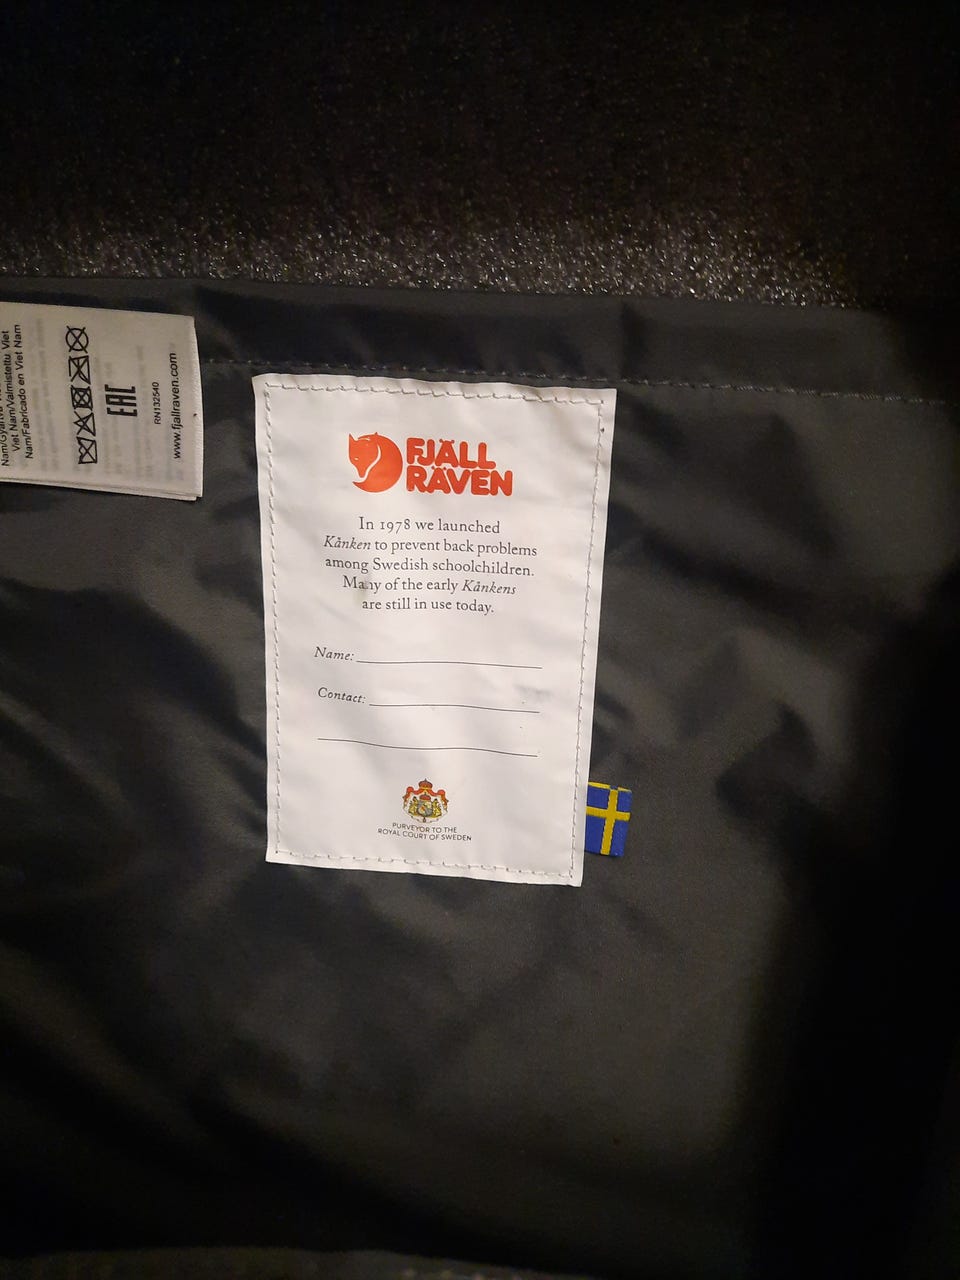 Viet Nam/Valmistettu Viet
Nam/Fabricado en Viet Nam
EAC
RN132540
www.fjallraven.com
FJÄLL
RÄVEN
In 1978 we launched
Kånken to prevent back problems
among Swedish schoolchildren.
Many of the early Kånkens
are still in use today.
Name:
Contact:
PURVEYOR TO THE
ROYAL COURT OF SWEDEN